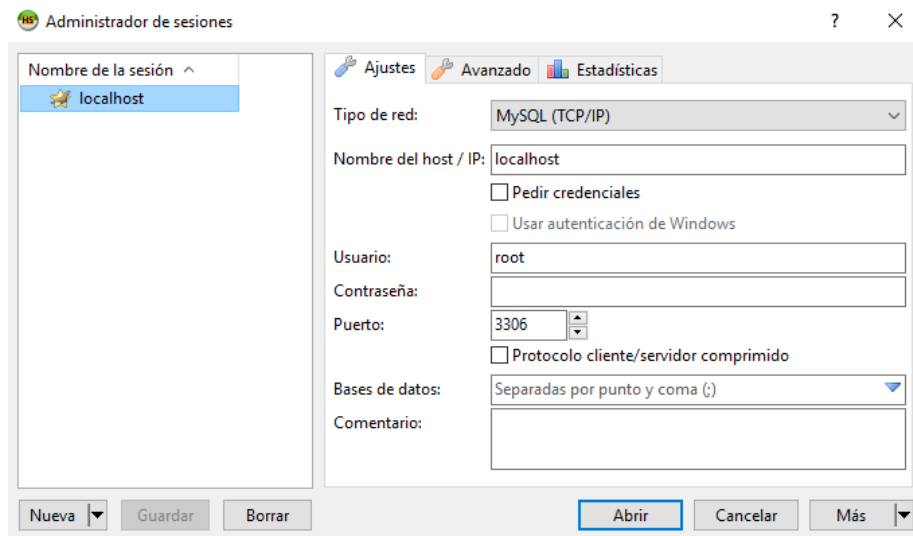 HS Administrador de sesiones
Nombre de la sesión
localhost
Ajustes Avanzado Estadísticas
Tipo de red: MySQL (TCP/IP)
Nombre del host / IP: localhost
Pedir credenciales
Usar autenticación de Windows
Usuario: root
Contraseña:
Puerto: 3306
Protocolo cliente/servidor comprimido
Bases de datos: Separadas por punto y coma (;)
Comentario:
Nueva Guardar Borrar Abrir Cancelar Más